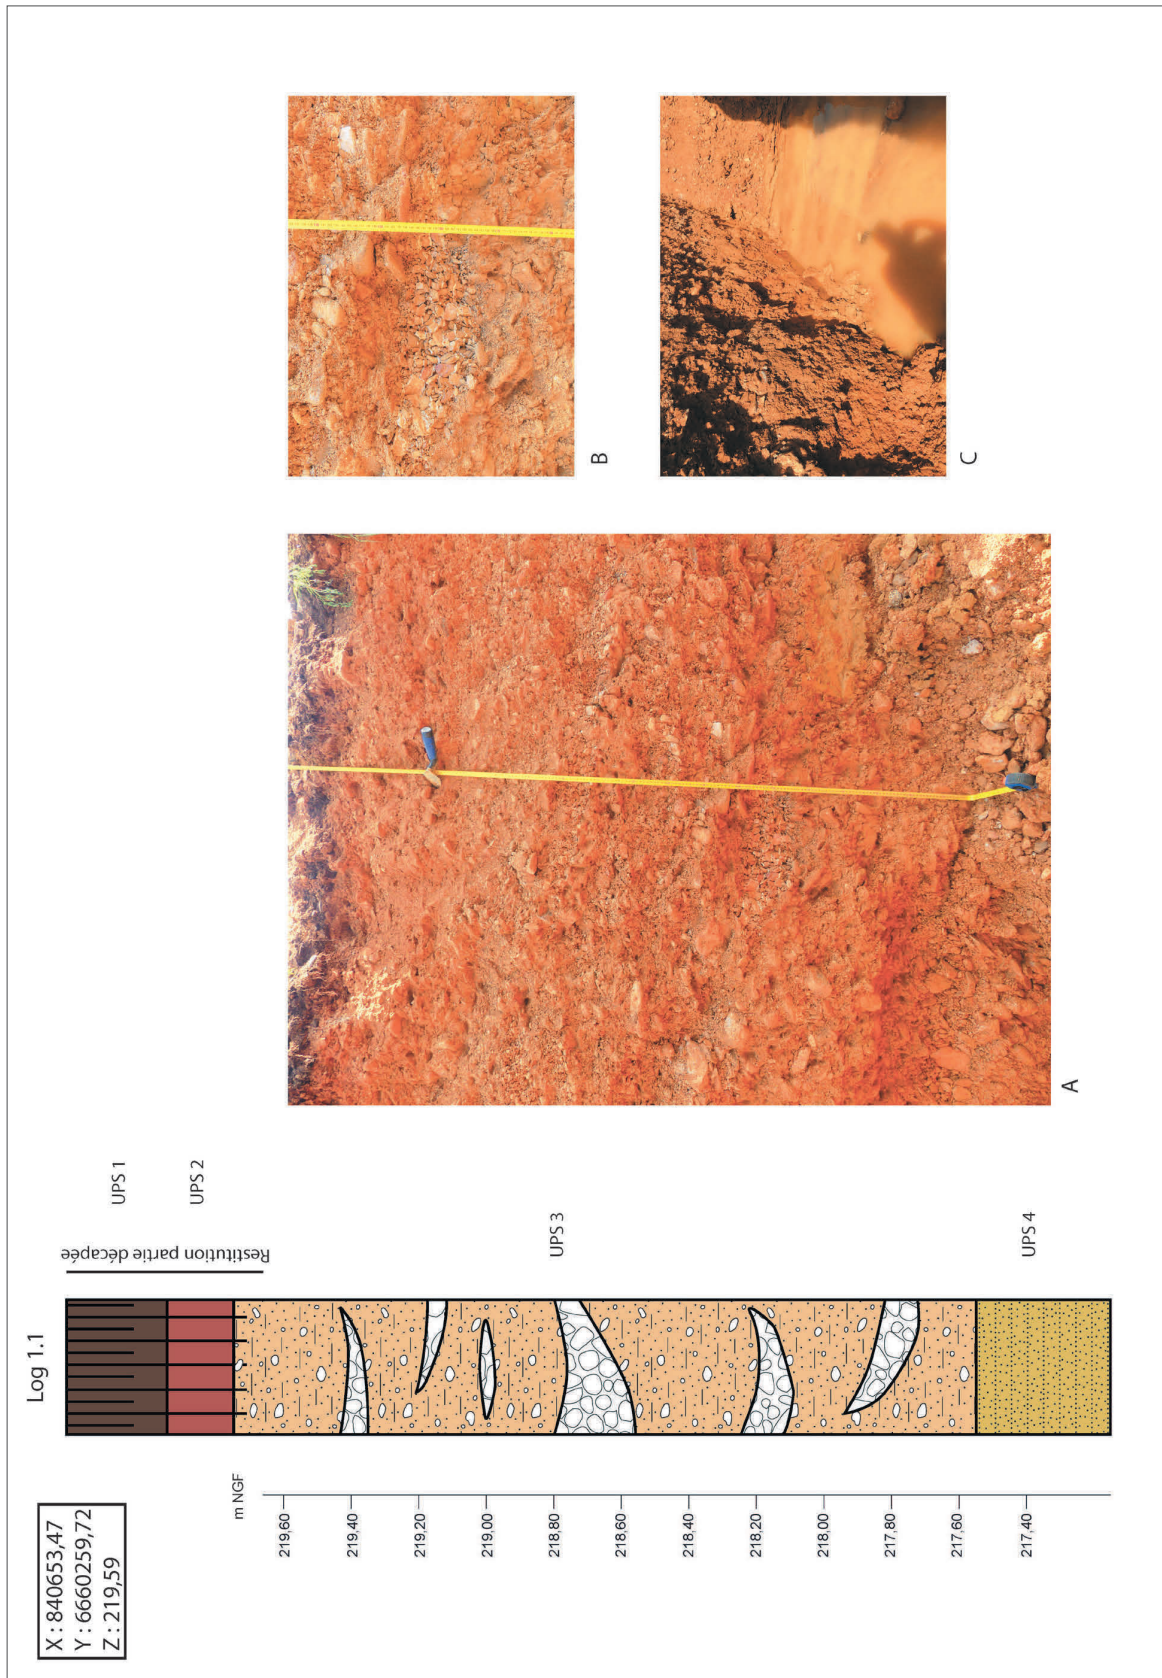 X : 840653,47
Y : 6660259,72
Z : 219,59
Log 1.1
m NGF
219,60
219,40
219,20
219,00
218,80
218,60
218,40
218,20
218,00
217,80
217,60
217,40
Restitution partie décapée
UPS 1
UPS 2
UPS 3
UPS 4
A
B
C